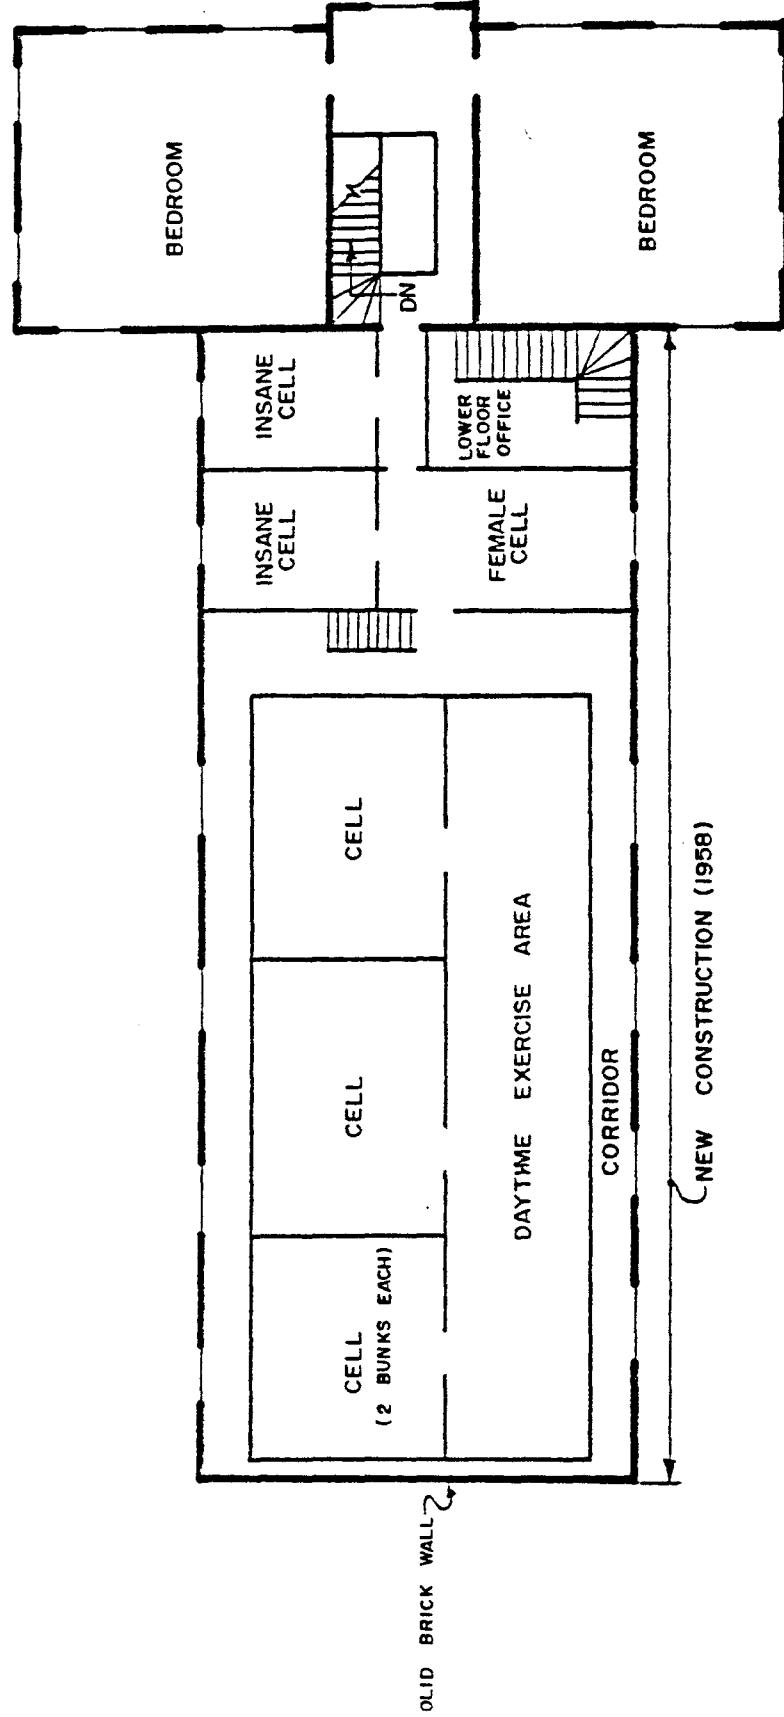 BEDROOM
BEDROOM
DN
INSANE
CELL
LOWER
FLOOR
OFFICE
INSANE
CELL
FEMALE
CELL
CELL
CELL
CELL
(2 BUNKS EACH)
DAYTIME EXERCISE AREA
CORRIDOR
NEW CONSTRUCTION (1958)
OLID BRICK WALL